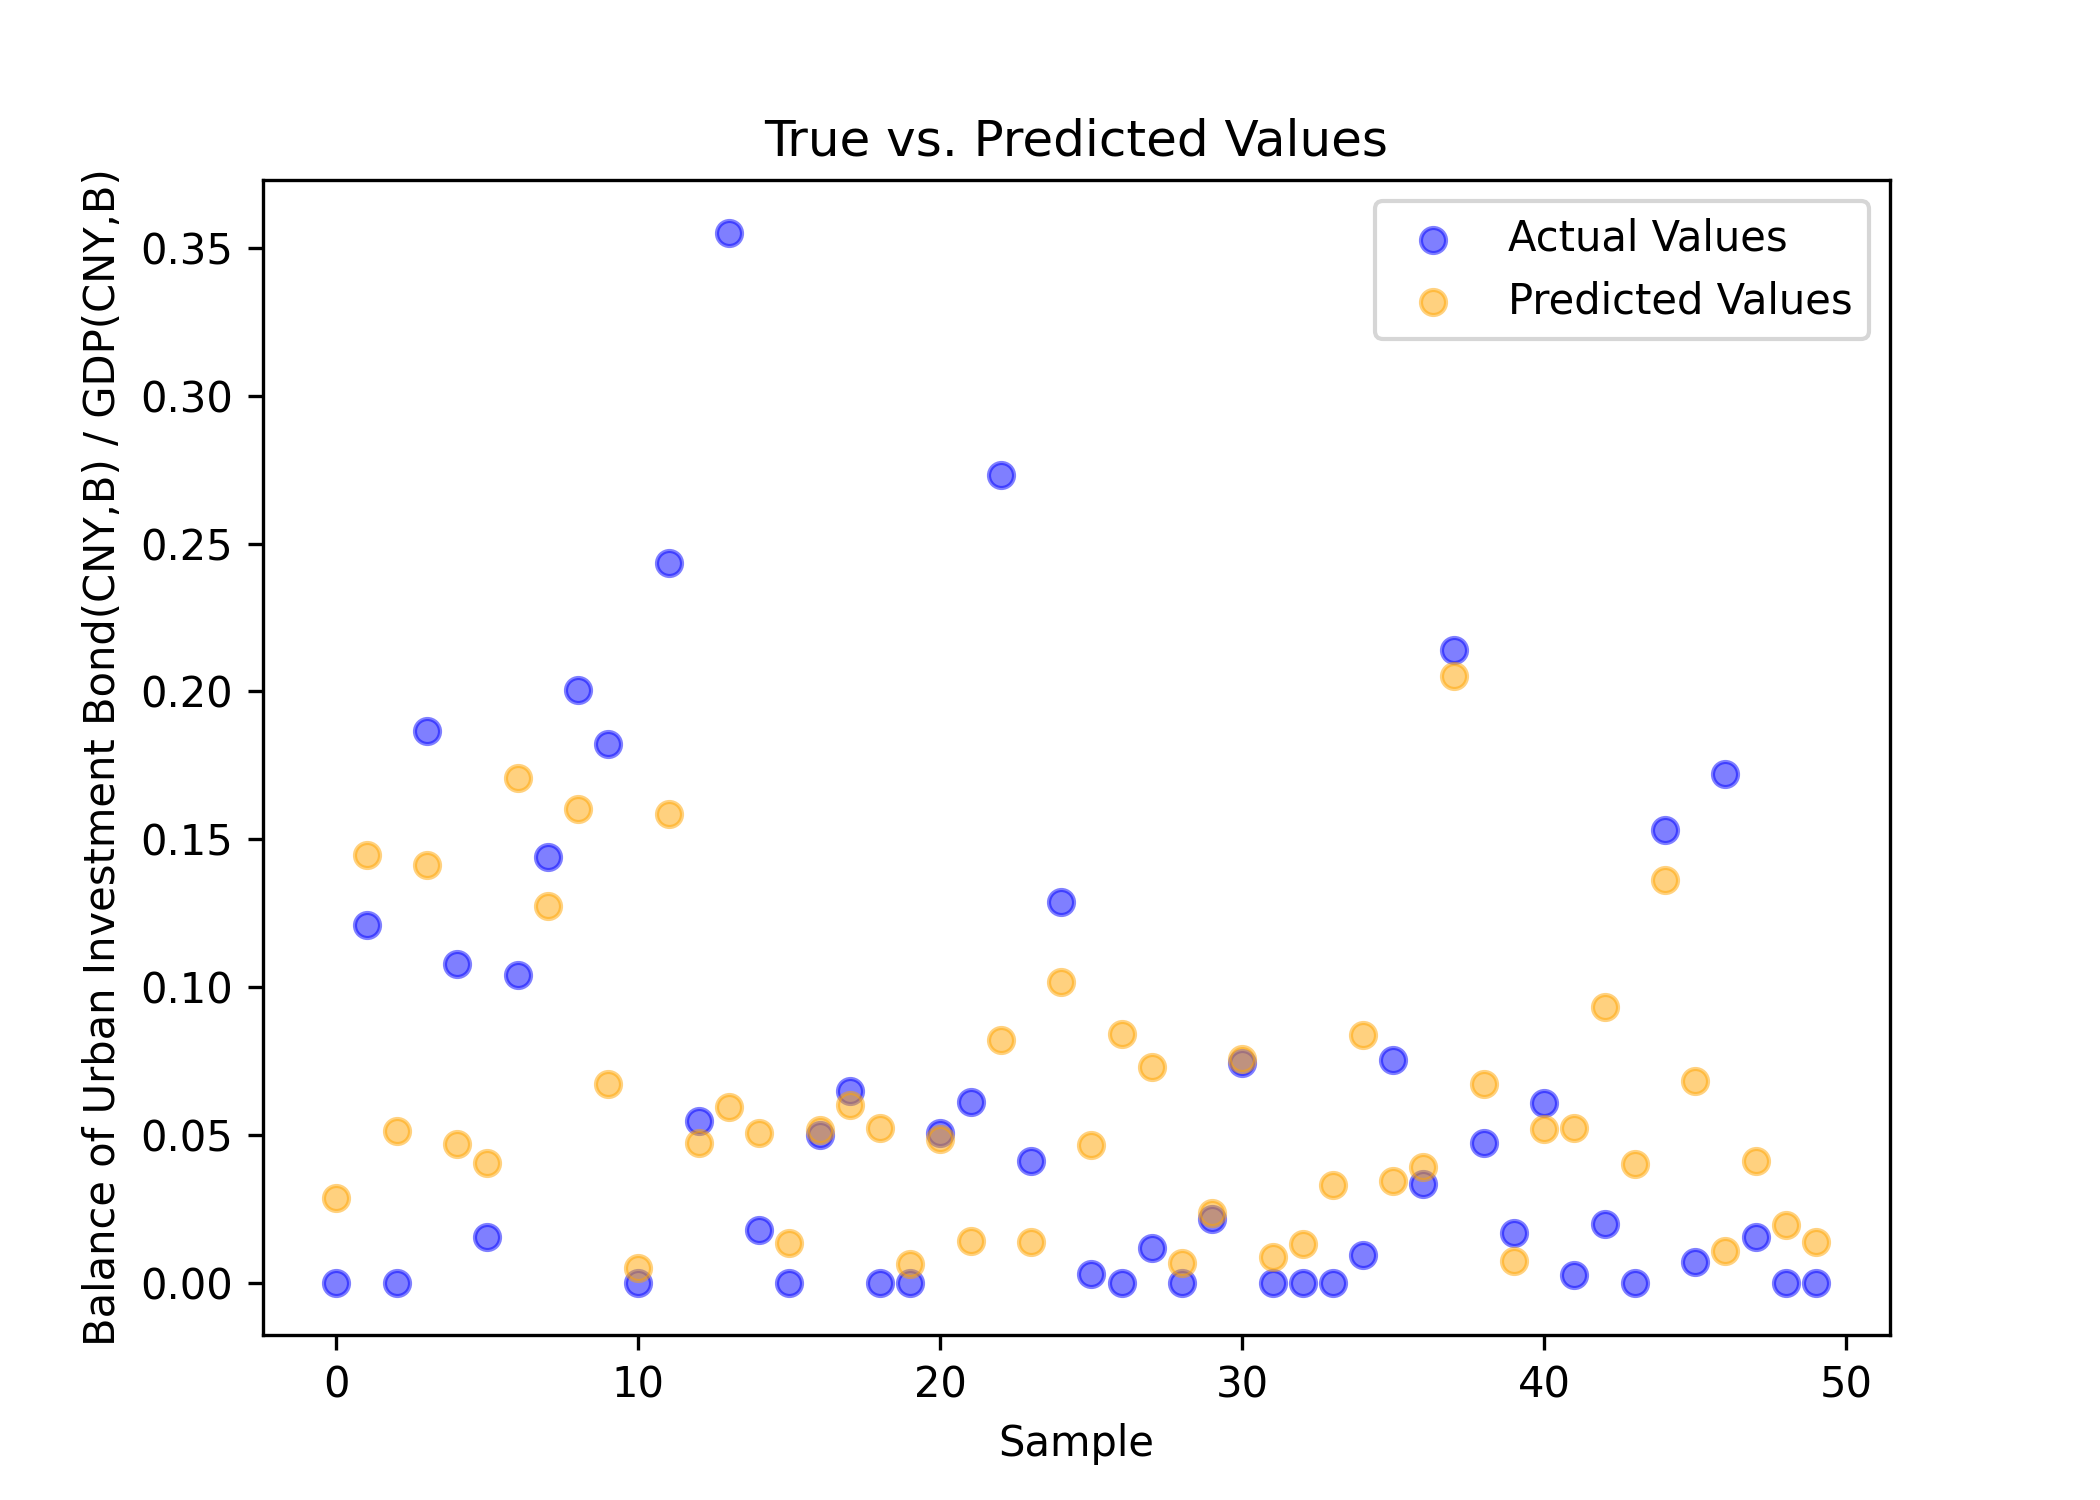 True vs. Predicted Values
Balance of Urban Investment Bond(CNY,B) / GDP(CNY,B)
0.35
0.30
0.25
0.20
0.15
0.10
0.05
0.00
Actual Values
Predicted Values
0 10 20 30 40 50
Sample